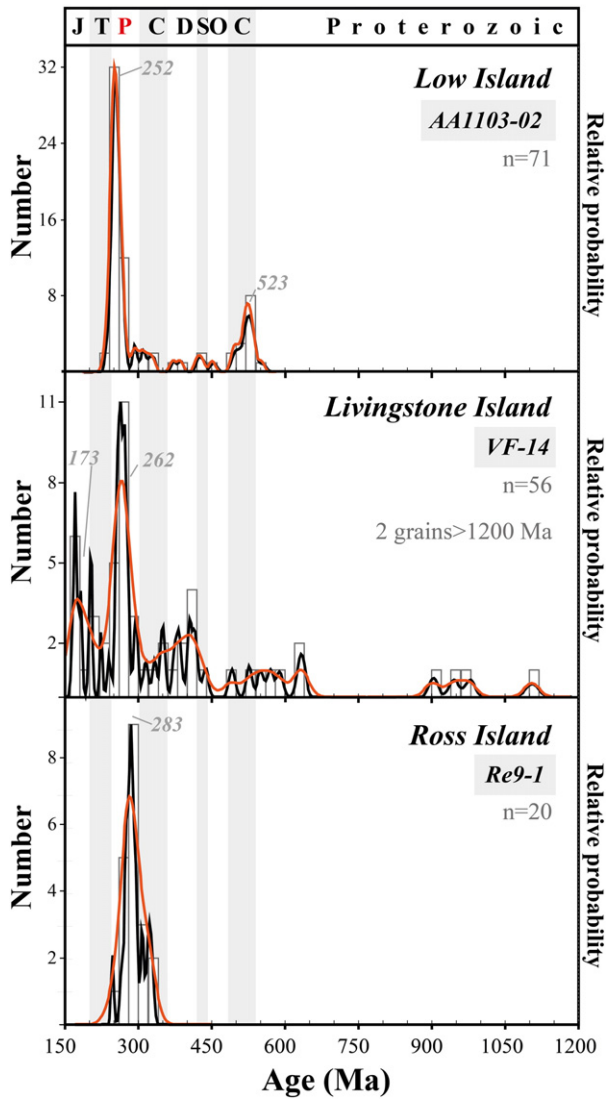 J T P C D S O C P r o t e r o z o i c
32
24
16
8
Number
252
523
Low Island
AA1103-02
n=71
Relative probability
11
8
5
2
Number
173
262
Livingstone Island
VF-14
n=56
2 grains>1200 Ma
Relative probability
8
6
4
2
Number
283
Ross Island
Re9-1
n=20
Relative probability
150 300 450 600 750 900 1050 1200
Age (Ma)